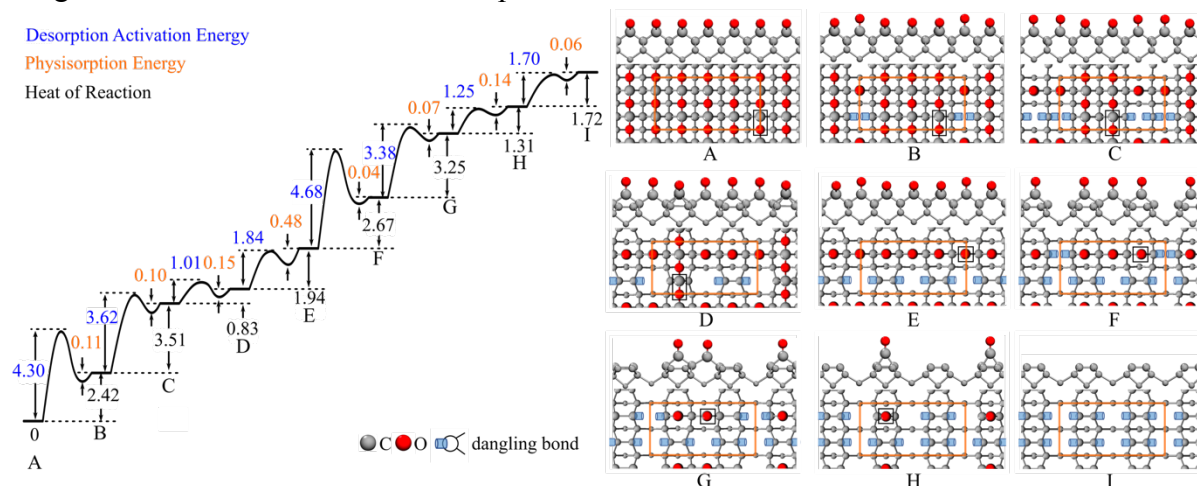 Desorption Activation Energy
Physisorption Energy
Heat of Reaction
0.06
1.70
0.14
1.25
0.07
I
1.72
3.38
H
1.31
0.04
3.25
4.68
G
0.48
2.67
1.84
F
0.15
1.01
0.10
1.94
E
3.62
0.83
D
0.11
3.51
C
4.30
2.42
B
0
A
C O dangling bond
A B C
D E F
G H I